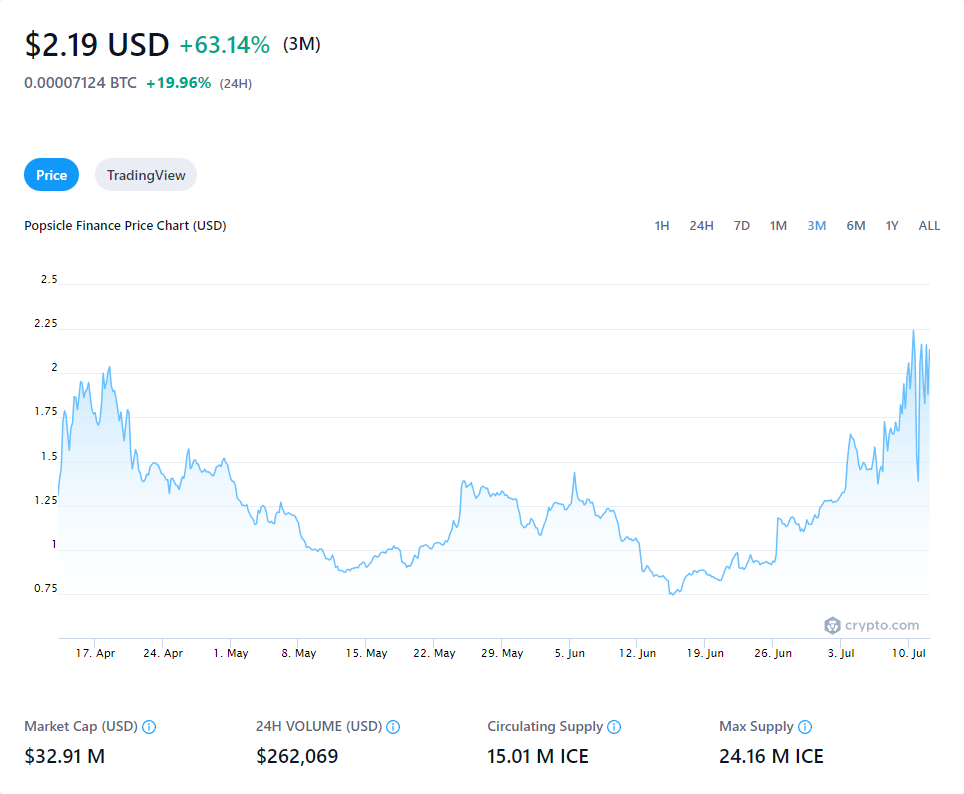 $2.19 USD +63.14% (3M)
0.00007124 BTC +19.96% (24H)
Price TradingView
Popsicle Finance Price Chart (USD) 1H 24H 7D 1M 3M 6M 1Y ALL
2.5
2.25
2
1.75
1.5
1.25
1
0.75
crypto.com
17. Apr 24. Apr 1. May 8. May 15. May 22. May 29. May 5. Jun 12. Jun 19. Jun 26. Jun 3. Jul 10. Jul
Market Cap (USD) 24H VOLUME (USD) Circulating Supply Max Supply
$32.91 M $262,069 15.01 M ICE 24.16 M ICE